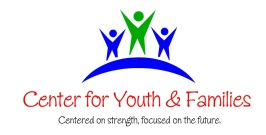 Center for Youth & Families
Centered on strength, focused on the future.